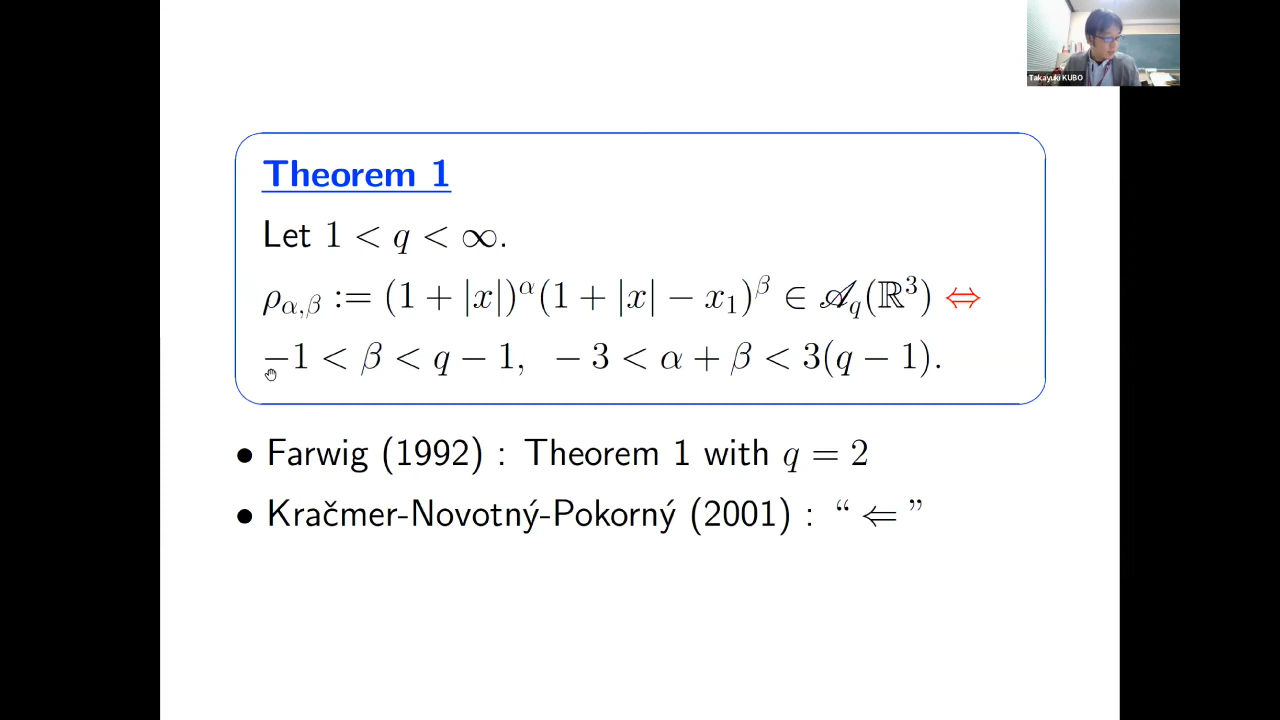 Takayuki KUBO
Theorem 1
Let 1 < q < ∞.
ρ_{α,β} := (1 + |x|)^α (1 + |x| − x_1)^β ∈ 𝒜_q(ℝ^3) ⇔
−1 < β < q − 1, −3 < α + β < 3(q − 1).
• Farwig (1992) : Theorem 1 with q = 2
• Kračmer-Novotný-Pokorný (2001) : “ ⇐ ”